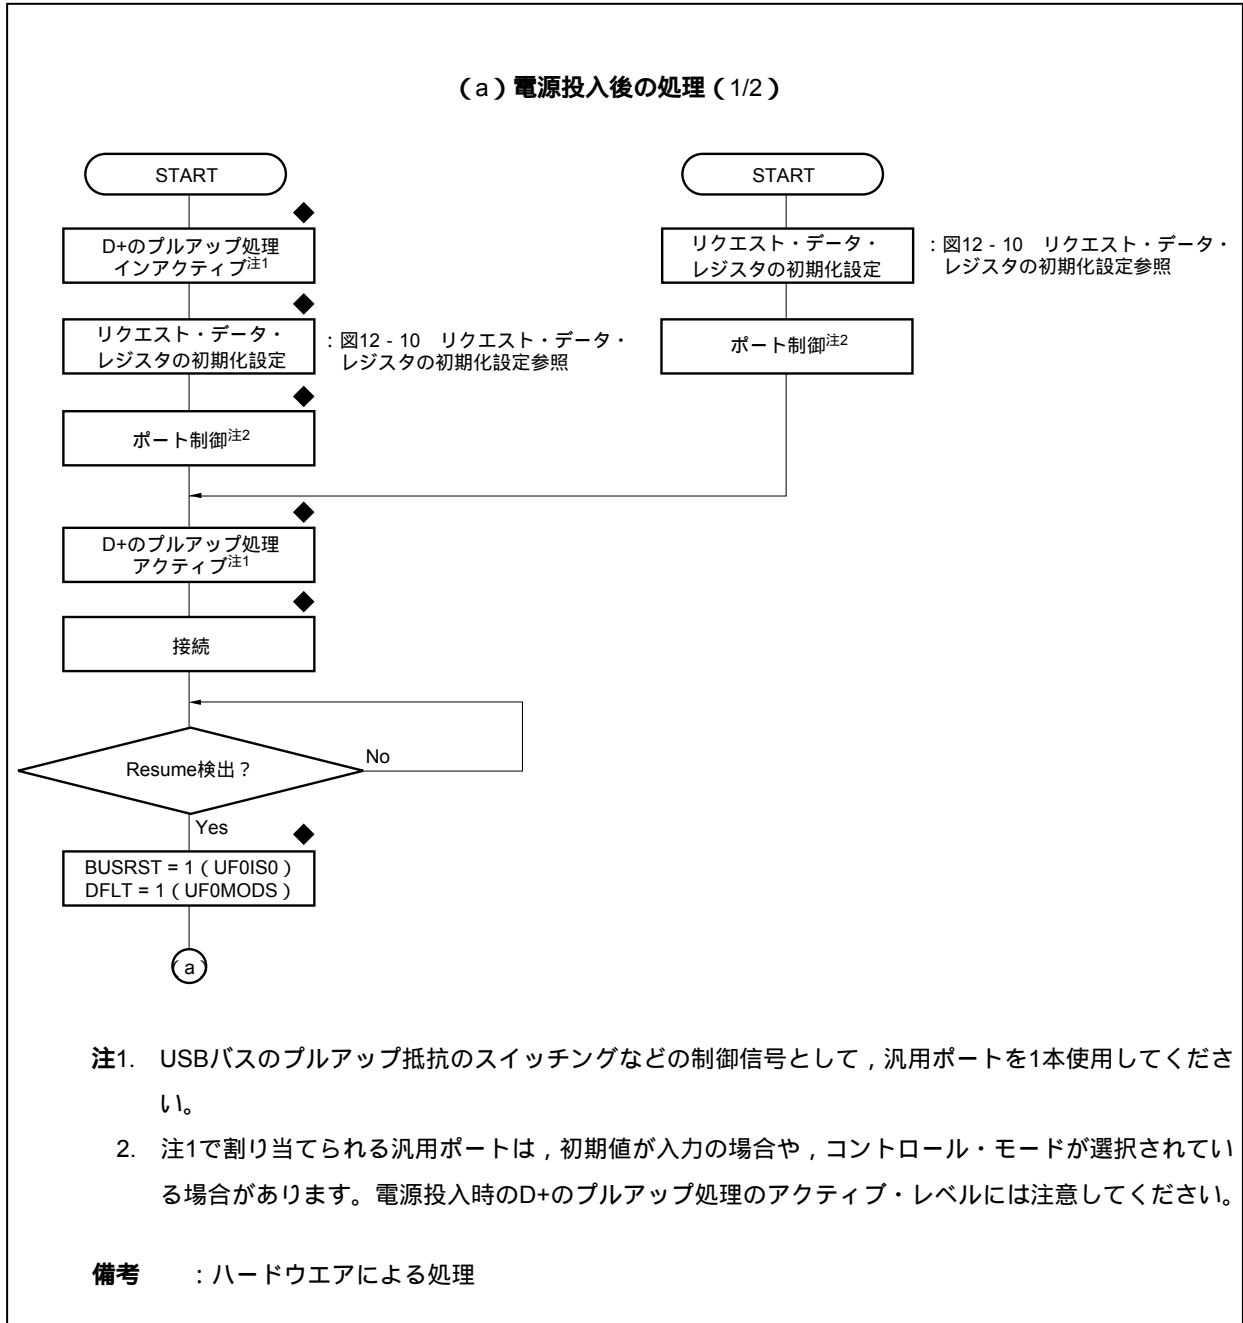 （a）電源投入後の処理（1/2）
START
D+のプルアップ処理
インアクティブ注1
リクエスト・データ・
レジスタの初期化設定
：図12－10　リクエスト・データ・
レジスタの初期化設定参照
ポート制御注2
START
リクエスト・データ・
レジスタの初期化設定
：図12－10　リクエスト・データ・
レジスタの初期化設定参照
ポート制御注2
D+のプルアップ処理
アクティブ注1
接続
Resume検出？
No
Yes
BUSRST = 1（UF0IS0）
DFLT = 1（UF0MODS）
（a）
注1.　USBバスのプルアップ抵抗のスイッチングなどの制御信号として，汎用ポートを1本使用してくださ
い。
2.　注1で割り当てられる汎用ポートは，初期値が入力の場合や，コントロール・モードが選択されてい
る場合があります。電源投入時のD+のプルアップ処理のアクティブ・レベルには注意してください。
備考　　：ハードウエアによる処理